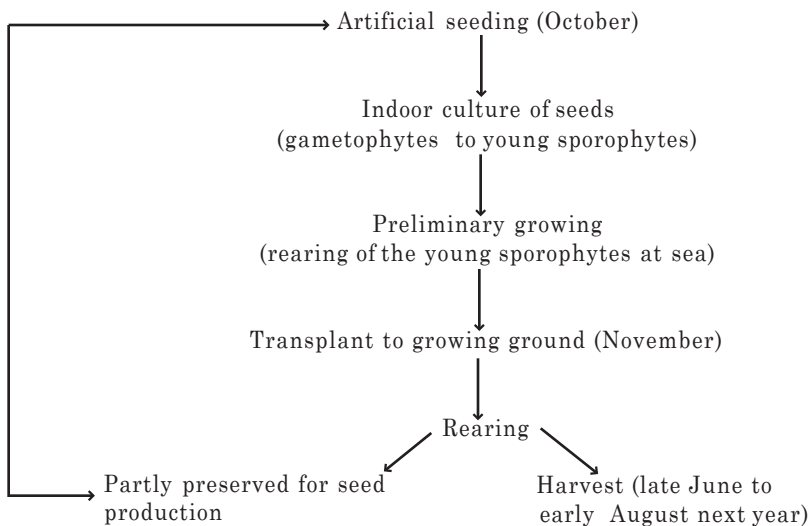 Artificial seeding (October)
Indoor culture of seeds
(gametophytes to young sporophytes)
Preliminary growing
(rearing of the young sporophytes at sea)
Transplant to growing ground (November)
Rearing
Partly preserved for seed
production
Harvest (late June to
early August next year)